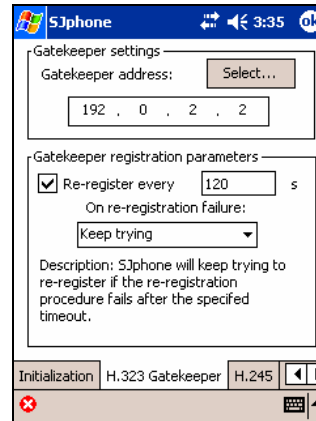 SJphone 3:35 ok
Gatekeeper settings
Gatekeeper address: Select...
192 . 0 . 2 . 2
Gatekeeper registration parameters
Re-register every 120 s
On re-registration failure:
Keep trying
Description: SJphone will keep trying to
re-register if the re-registration
procedure fails after the specifed
timeout.
Initialization H.323 Gatekeeper H.245